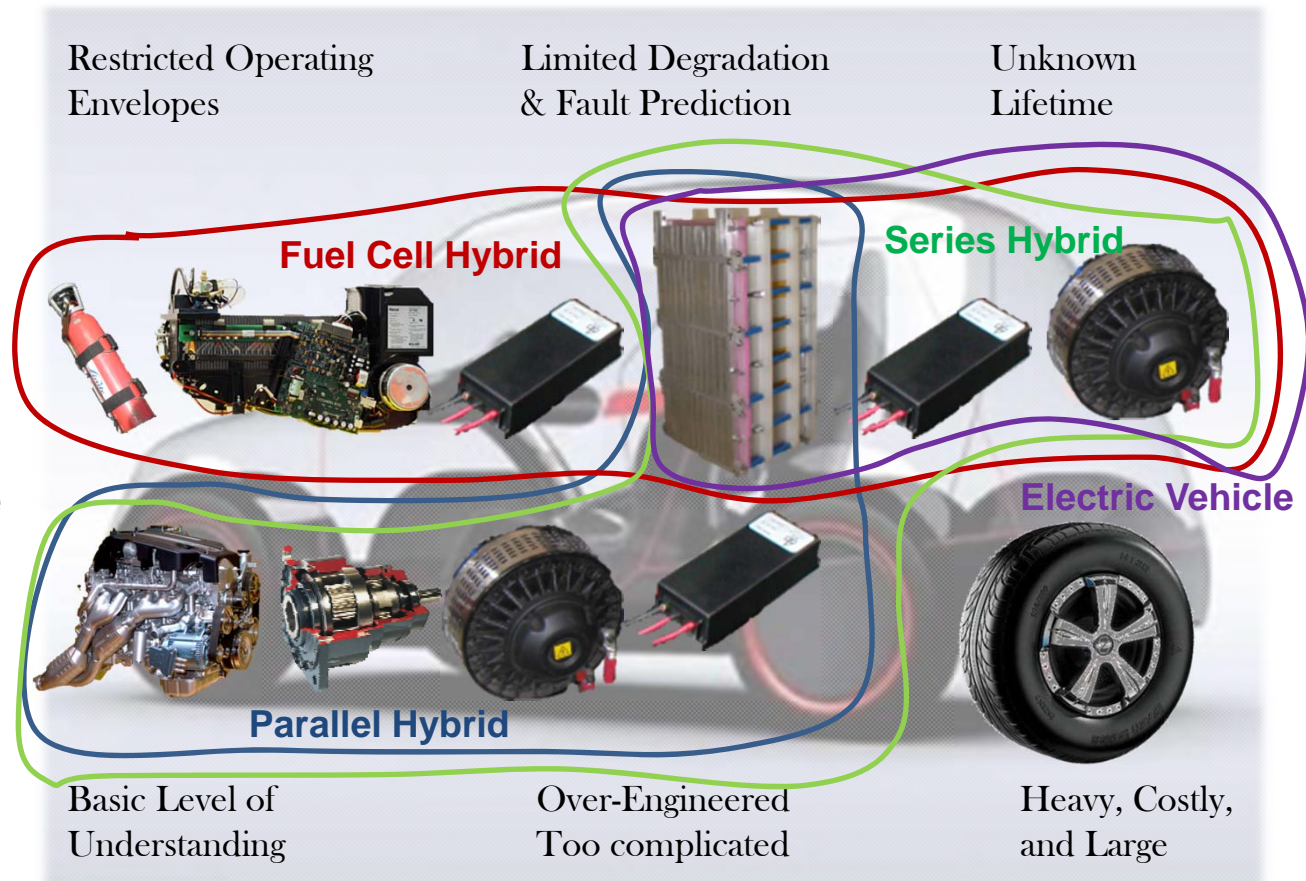 Restricted Operating
Envelopes
Limited Degradation
& Fault Prediction
Unknown
Lifetime
Fuel Cell Hybrid
Series Hybrid
Electric Vehicle
Parallel Hybrid
Basic Level of
Understanding
Over-Engineered
Too complicated
Heavy, Costly,
and Large